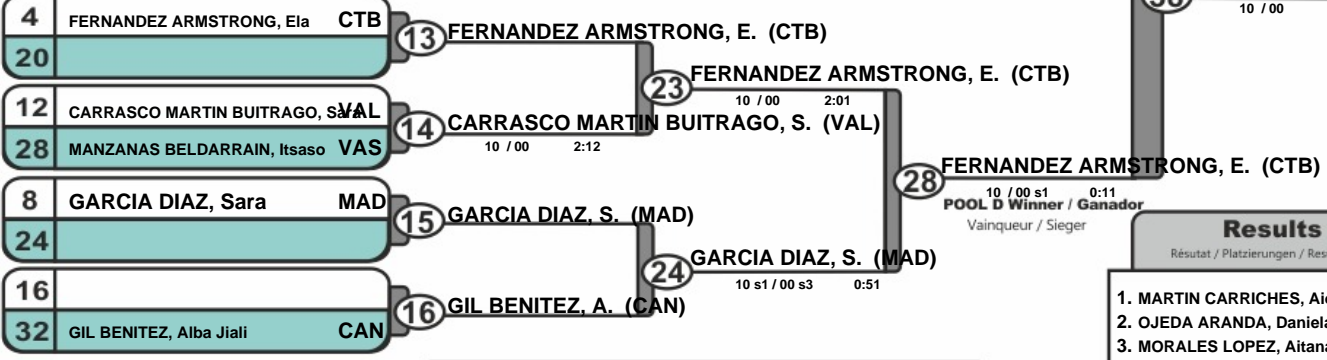 4 FERNANDEZ ARMSTRONG, Ela CTB
20
13 FERNANDEZ ARMSTRONG, E. (CTB)
12 CARRASCO MARTIN BUITRAGO, Sara VAL
28 MANZANAS BELDARRAIN, Itsaso VAS
14 CARRASCO MARTIN BUITRAGO, S. (VAL)
10 / 00 2:12
23 FERNANDEZ ARMSTRONG, E. (CTB)
10 / 00 2:01
8 GARCIA DIAZ, Sara MAD
24
15 GARCIA DIAZ, S. (MAD)
16
32 GIL BENITEZ, Alba Jiali CAN
16 GIL BENITEZ, A. (CAN)
24 GARCIA DIAZ, S. (MAD)
10 s1 / 00 s3 0:51
28 FERNANDEZ ARMSTRONG, E. (CTB)
10 / 00 s1 0:11
POOL D Winner / Ganador
Vainqueur / Sieger
10 / 00
Results
Résutat / Platzierungen / Res
1. MARTIN CARRICHES,
2. OJEDA ARANDA, Daniela
3. MORALES LOPEZ, Aitana